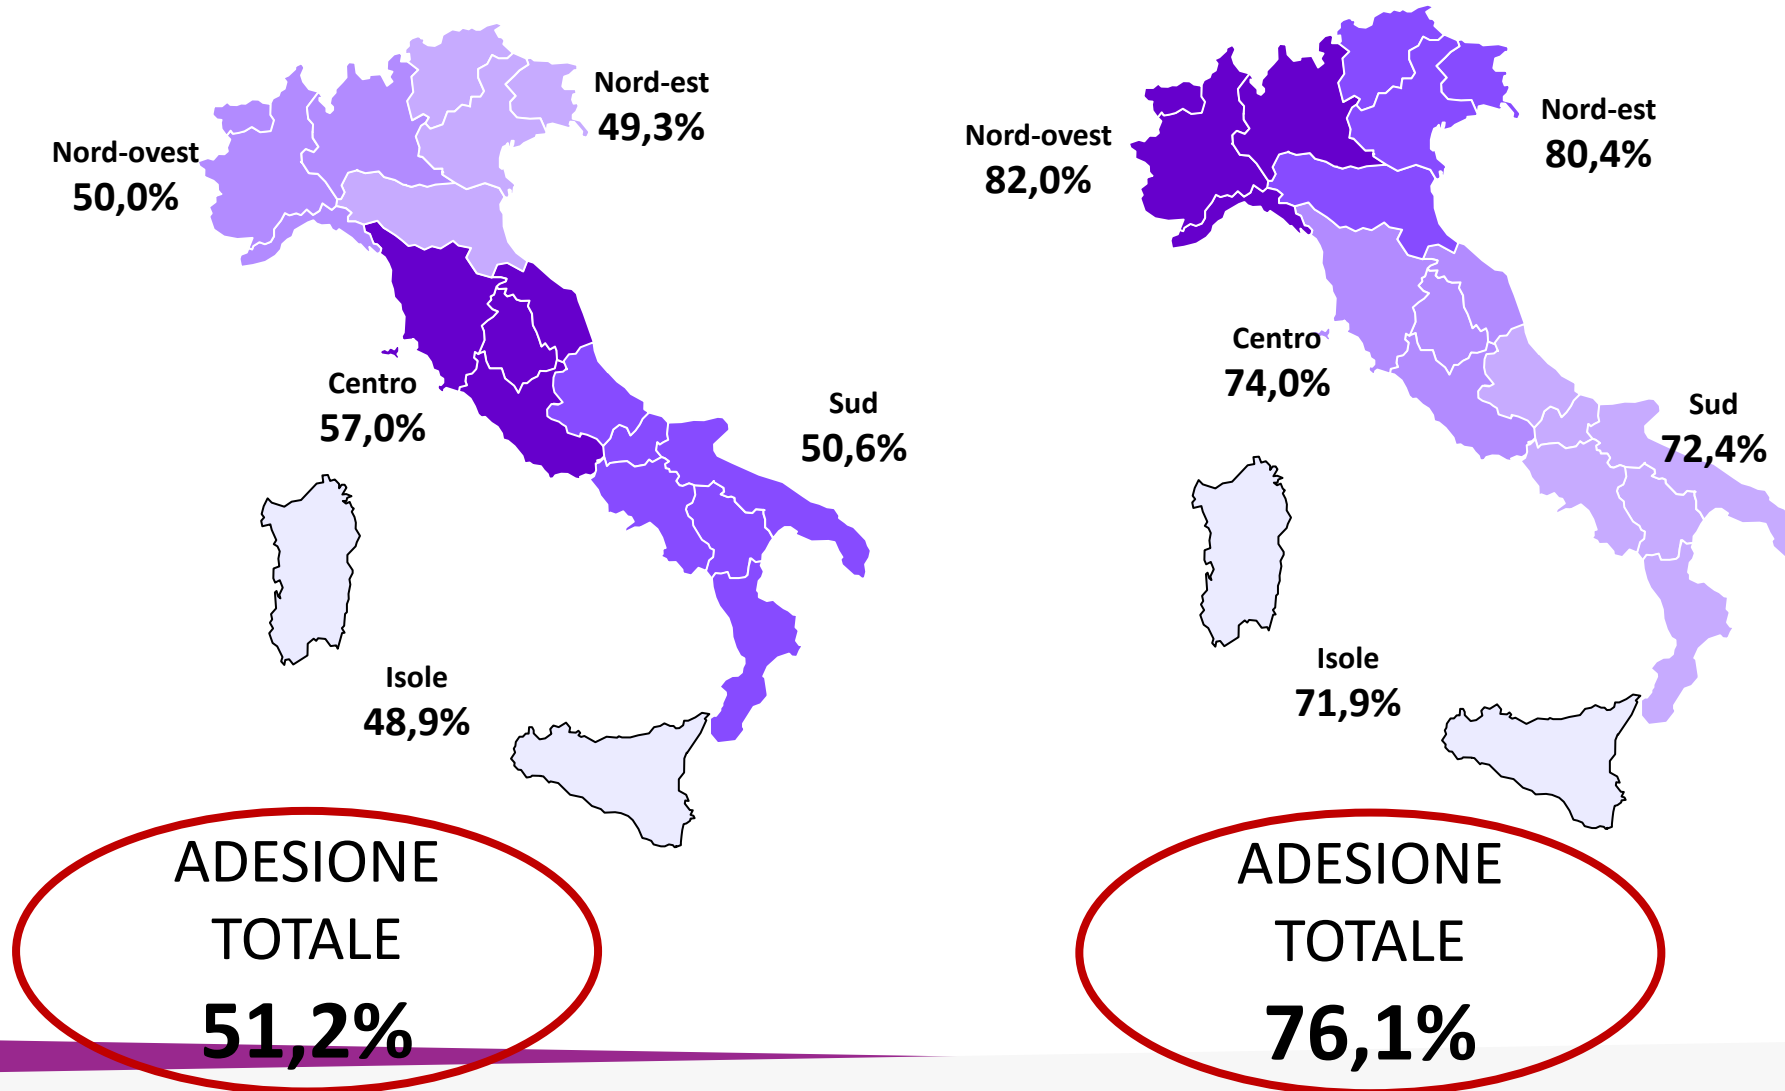 Nord-est
49,3%
Nord-ovest
50,0%
Centro
57,0%
Sud
50,6%
Isole
48,9%
ADESIONE
TOTALE
51,2%
Nord-est
80,4%
Nord-ovest
82,0%
Centro
74,0%
Sud
72,4%
Isole
71,9%
ADESIONE
TOTALE
76,1%